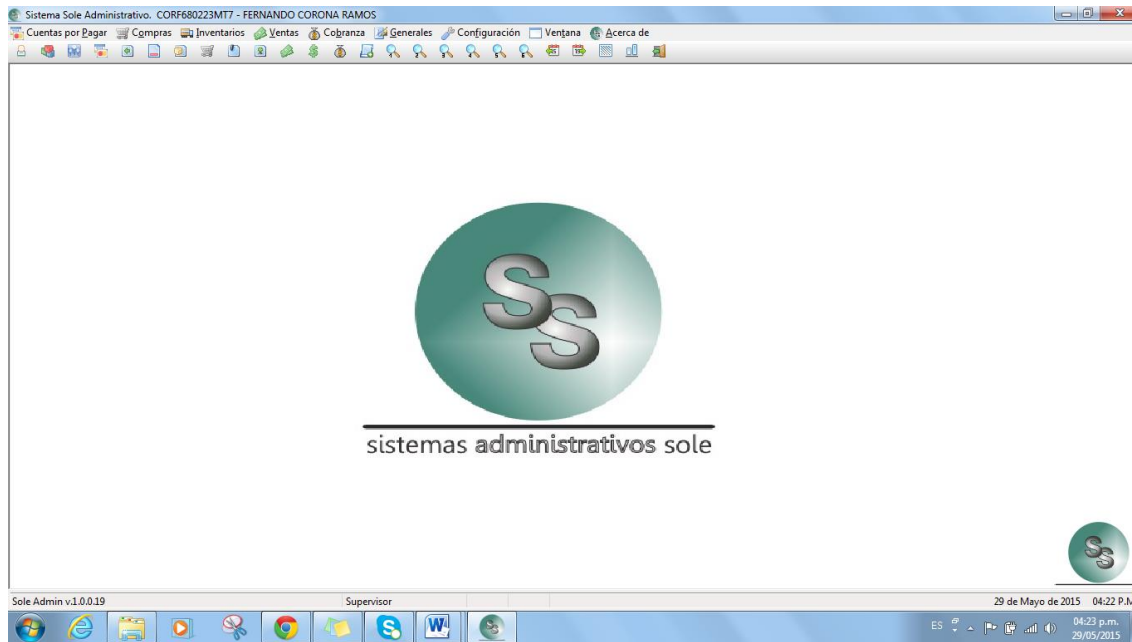 Sistema Sole Administrativo. CORF680223MT7 - FERNANDO CORONA RAMOS
Cuentas por Pagar Compras Inventarios Ventas Cobranza Generales Configuración Ventana Acerca de
SS
sistemas administrativos sole
SS
Sole Admin v.1.0.0.19 Supervisor 29 de Mayo de 2015 04:22 P.M
ES 04:23 p.m.
29/05/2015